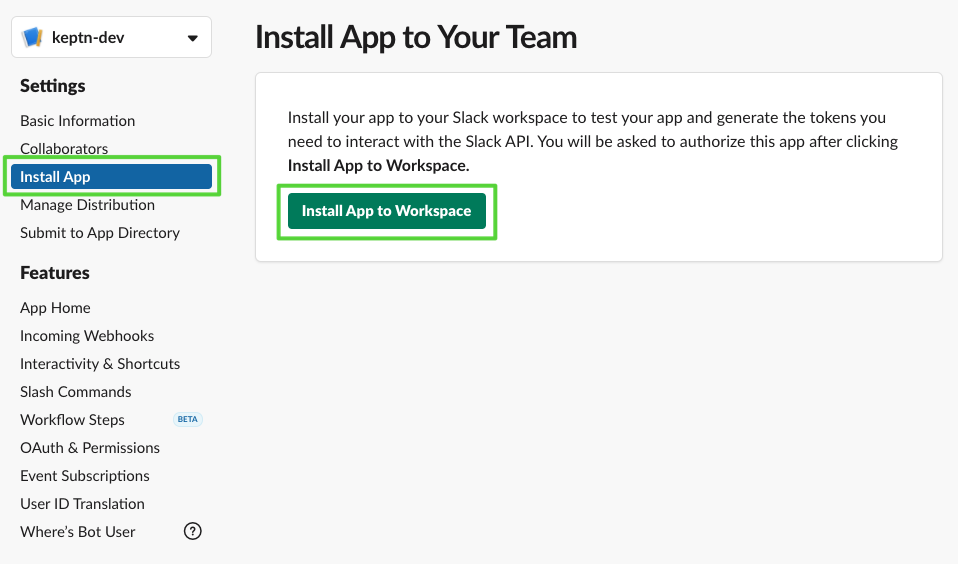 keptn-dev
Settings
Basic Information
Collaborators
Install App
Manage Distribution
Submit to App Directory
Features
App Home
Incoming Webhooks
Interactivity & Shortcuts
Slash Commands
Workflow Steps BETA
OAuth & Permissions
Event Subscriptions
User ID Translation
Where's Bot User ?
Install App to Your Team
Install your app to your Slack workspace to test your app and generate the tokens you
need to interact with the Slack API. You will be asked to authorize this app after clicking
Install App to Workspace.
Install App to Workspace